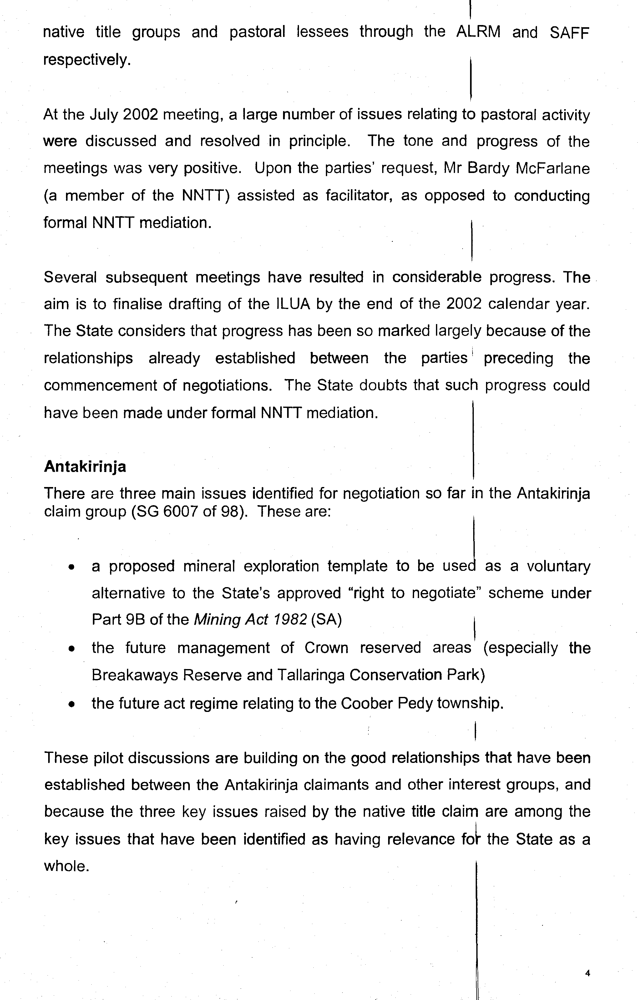 native title groups and pastoral lessees through the ALRM and SAFF
respectively.
At the July 2002 meeting, a large number of issues relating to pastoral activity
were discussed and resolved in principle. The tone and progress of the
meetings was very positive. Upon the parties' request, Mr Bardy McFarlane
(a member of the NNTT) assisted as facilitator, as opposed to conducting
formal NNTT mediation.
Several subsequent meetings have resulted in considerable progress. The
aim is to finalise drafting of the ILUA by the end of the 2002 calendar year.
The State considers that progress has been so marked largely because of the
relationships already established between the parties preceding the
commencement of negotiations. The State doubts that such progress could
have been made under formal NNTT mediation.
Antakirinja
There are three main issues identified for negotiation so far in the Antakirinja
claim group (SG 6007 of 98). These are:
• a proposed mineral exploration template to be used as a voluntary
alternative to the State's approved “right to negotiate” scheme under
Part 9B of the Mining Act 1982 (SA)
• the future management of Crown reserved areas (especially the
Breakaways Reserve and Tallaringa Conservation Park)
• the future act regime relating to the Coober Pedy township.
These pilot discussions are building on the good relationships that have been
established between the Antakirinja claimants and other interest groups, and
because the three key issues raised by the native title claim are among the
key issues that have been identified as having relevance for the State as a
whole.
4